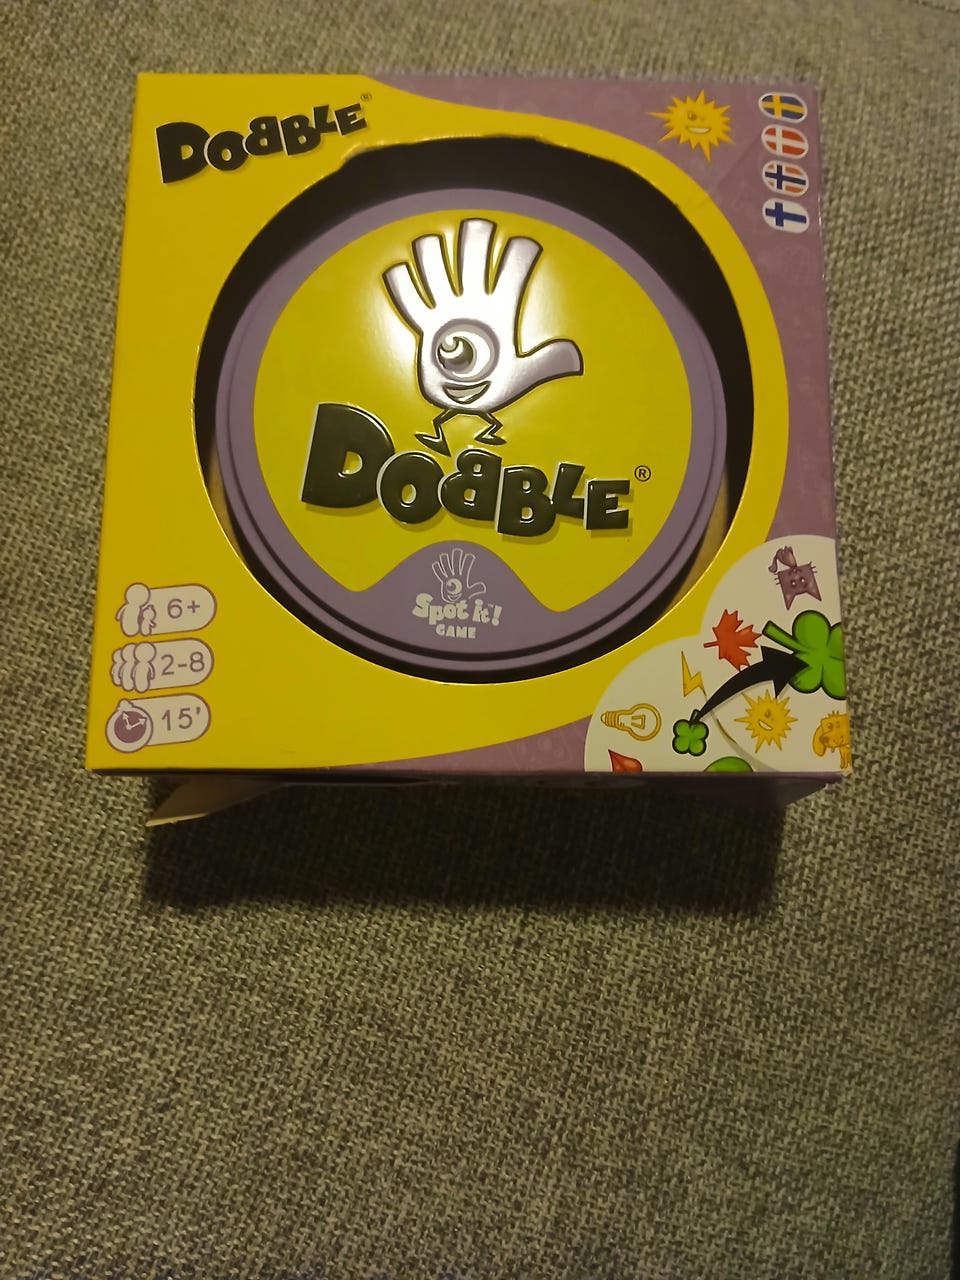 DOBBLE®
DOBBLE®
Spot it!
GAME
6+
2-8
15'